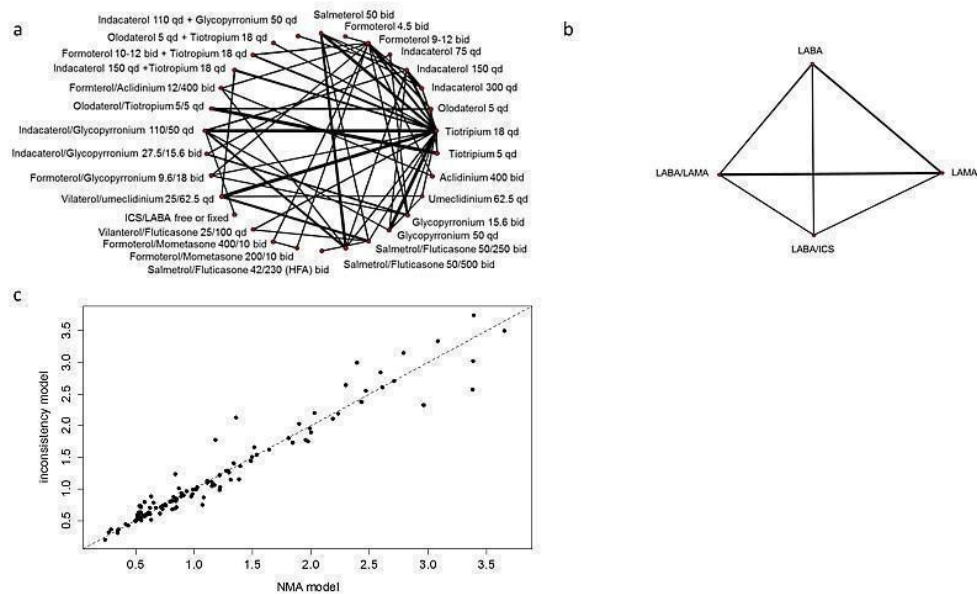 a
Indacaterol 110 qd + Glycopyrronium 50 qd
Olodaterol 5 qd + Tiotropium 18 qd
Formoterol 10-12 bid + Tiotropium 18 qd
Indacaterol 150 qd +Tiotropium 18 qd
Formterol/Aclidinium 12/400 bid
Olodaterol/Tiotropium 5/5 qd
Indacaterol/Glycopyrronium 110/50 qd
Indacaterol/Glycopyrronium 27.5/15.6 bid
Formoterol/Glycopyrronium 9.6/18 bid
Vilaterol/umeclidinium 25/62.5 qd
ICS/LABA free or fixed
Vilanterol/Fluticasone 25/100 qd
Formoterol/Mometasone 400/10 bid
Formoterol/Mometasone 200/10 bid
Salmetrol/Fluticasone 42/230 (HFA) bid
Salmeterol 50 bid
Formoterol 4.5 bid
Formoterol 9-12 bid
Indacaterol 75 qd
Indacaterol 150 qd
Indacaterol 300 qd
Olodaterol 5 qd
Tiotripium 18 qd
Tiotripium 5 qd
Aclidinium 400 bid
Umeclidinium 62.5 qd
Glycopyrronium 15.6 bid
Glycopyrronium 50 qd
Salmetrol/Fluticasone 50/250 bid
Salmetrol/Fluticasone 50/500 bid
b
LABA
LABA/LAMA
LAMA
LABA/ICS
c
inconsistency model
3.5
3.0
2.5
2.0
1.5
1.0
0.5
0.5 1.0 1.5 2.0 2.5 3.0 3.5
NMA model